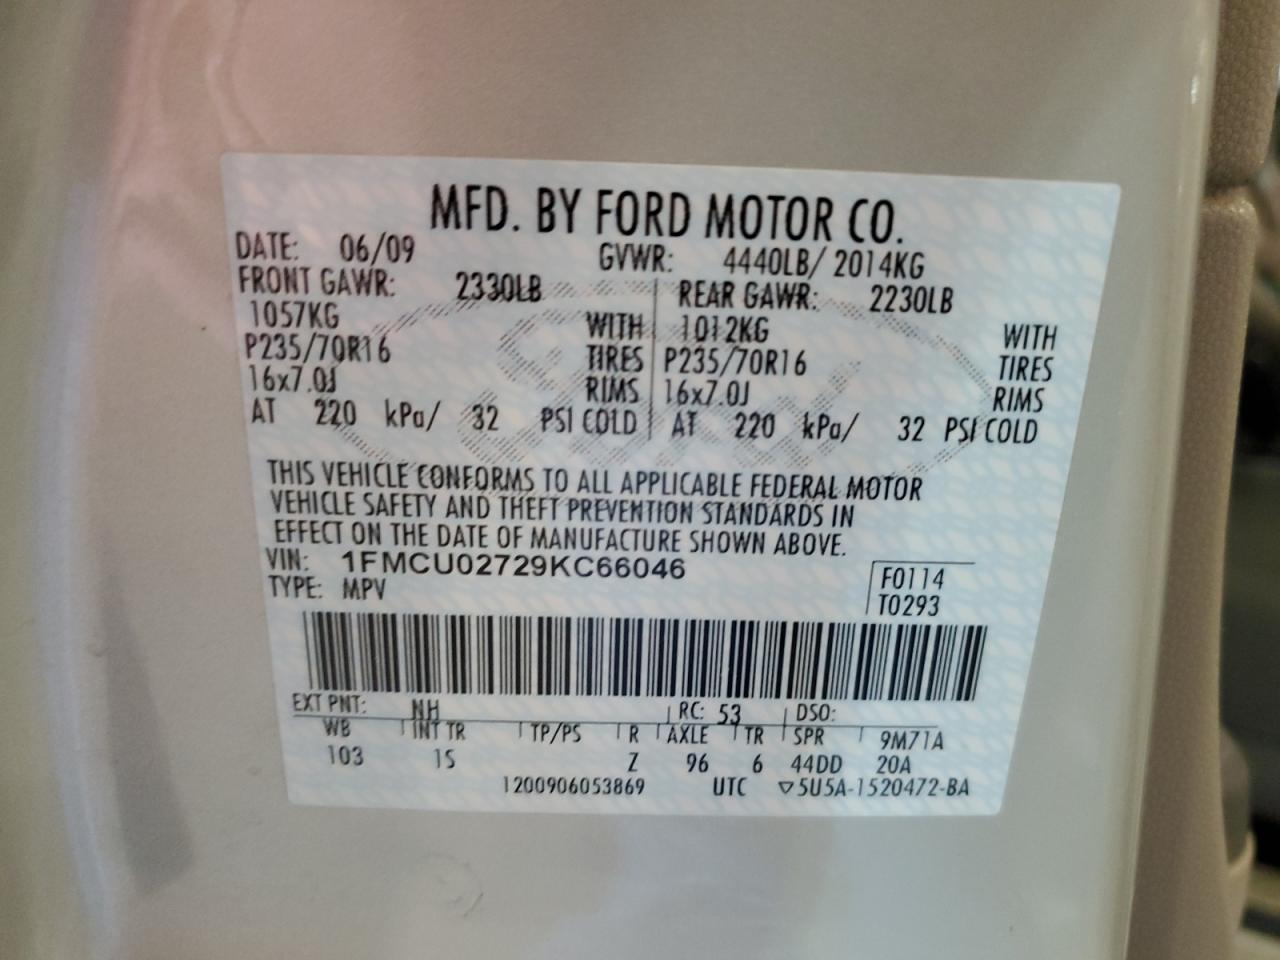 MFD. BY FORD MOTOR CO.
DATE: 06/09 GVWR: 4440LB/ 2014KG
FRONT GAWR: 2330LB REAR GAWR: 2230LB
1057KG WITH 1012KG WITH
P235/70R16 TIRES P235/70R16 TIRES
16x7.0J RIMS 16x7.0J RIMS
AT 220 kPa/ 32 PSI COLD AT 220 kPa/ 32 PSI COLD
THIS VEHICLE CONFORMS TO ALL APPLICABLE FEDERAL MOTOR
VEHICLE SAFETY AND THEFT PREVENTION STANDARDS IN
EFFECT ON THE DATE OF MANUFACTURE SHOWN ABOVE.
VIN: 1FMCU02729KC66046 F0114
TYPE: MPV T0293
EXT PNT: NH RC: 53 DSO:
WB INT TR TP/PS R AXLE TR SPR 9M71A
103 1S Z 96 6 44DD 20A
1200906053869 UTC ▽5U5A-1520472-BA